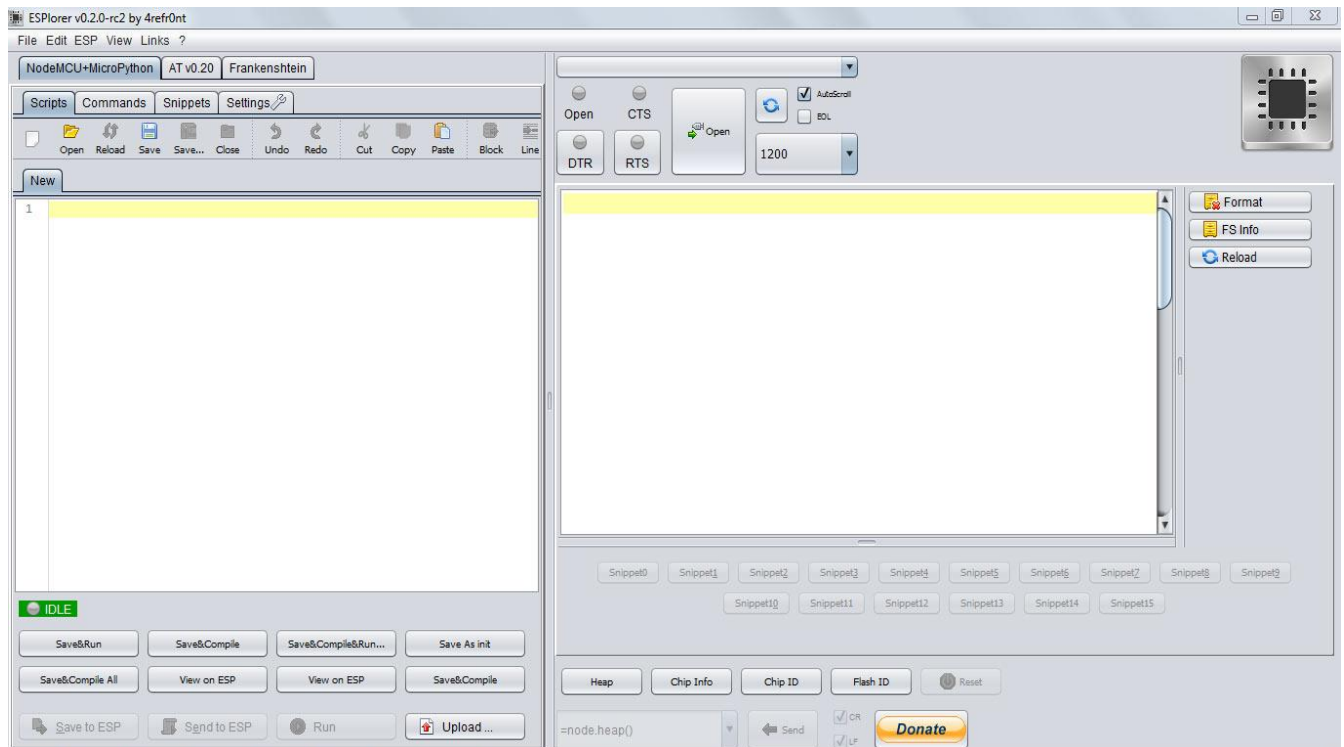 ESPlorer v0.2.0-rc2 by 4refr0nt
File Edit ESP View Links ?
NodeMCU+MicroPython AT v0.20 Frankenshtein
Scripts Commands Snippets Settings
Open Reload Save Save... Close Undo Redo Cut Copy Paste Block Line
New
1
IDLE
Save&Run Save&Compile Save&Compile&Run... Save As init
Save&Compile All View on ESP View on ESP Save&Compile
Save to ESP Send to ESP Run Upload ...
Open CTS
DTR RTS
Open
AutoScroll
EOL
1200
Format
FS Info
Reload
Snippet0 Snippet1 Snippet2 Snippet3 Snippet4 Snippet5 Snippet6 Snippet7 Snippet8 Snippet9
Snippet10 Snippet11 Snippet12 Snippet13 Snippet14 Snippet15
Heap Chip Info Chip ID Flash ID Reset
=node.heap() Send CR LF Donate